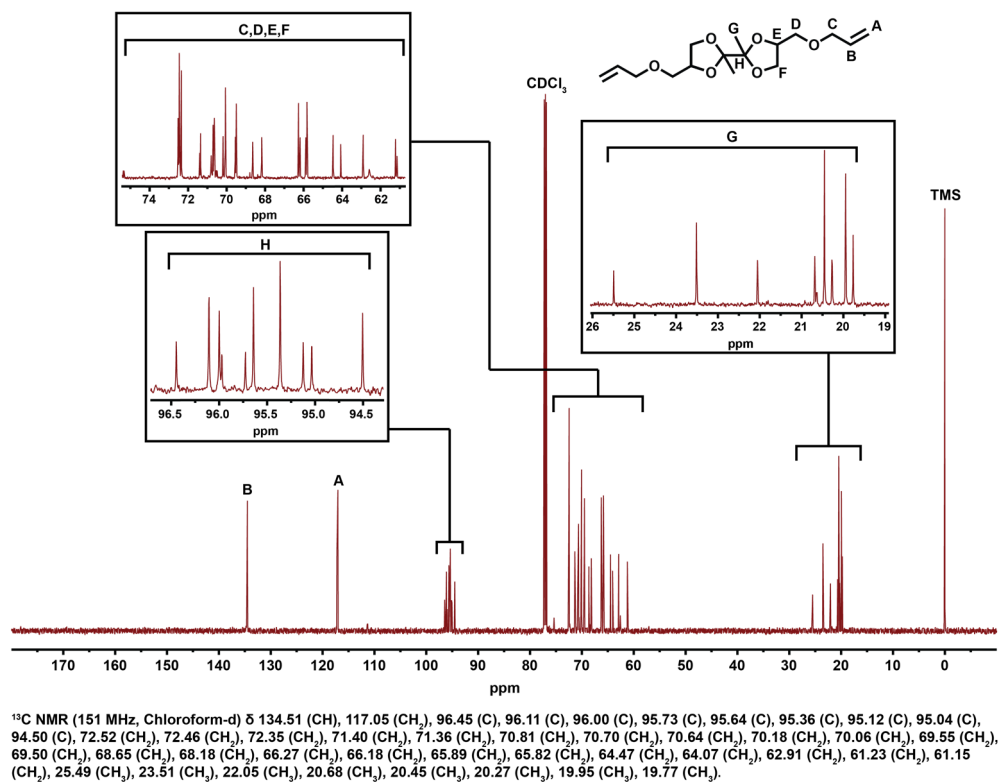 C,D,E,F
74 72 70 68 66 64 62
ppm
H
96.5 96.0 95.5 95.0 94.5
ppm
G
D
C
A
E
O
O
O
B
H
F
O
O
O
CDCl₃
G
26 25 24 23 22 21 20 19
ppm
TMS
B
A
170 160 150 140 130 120 110 100 90 80 70 60 50 40 30 20 10 0
ppm
¹³C NMR (151 MHz, Chloroform-d) δ 134.51 (CH), 117.05 (CH₂), 96.45 (C), 96.11 (C), 96.00 (C), 95.73 (C), 95.64 (C), 95.36 (C), 95.12 (C), 95.04 (C),
94.50 (C), 72.52 (CH₂), 72.46 (CH₂), 72.35 (CH₂), 71.40 (CH₂), 71.36 (CH₂), 70.81 (CH₂), 70.70 (CH₂), 70.64 (CH₂), 70.18 (CH₂), 70.06 (CH₂), 69.55 (CH₂),
69.50 (CH₂), 68.65 (CH₂), 68.18 (CH₂), 66.27 (CH₂), 66.18 (CH₂), 65.89 (CH₂), 65.82 (CH₂), 64.47 (CH₂), 64.07 (CH₂), 62.91 (CH₂), 61.23 (CH₂), 61.15
(CH₂), 25.49 (CH₃), 23.51 (CH₃), 22.05 (CH₃), 20.68 (CH₃), 20.45 (CH₃), 20.27 (CH₃), 19.95 (CH₃), 19.77 (CH₃).